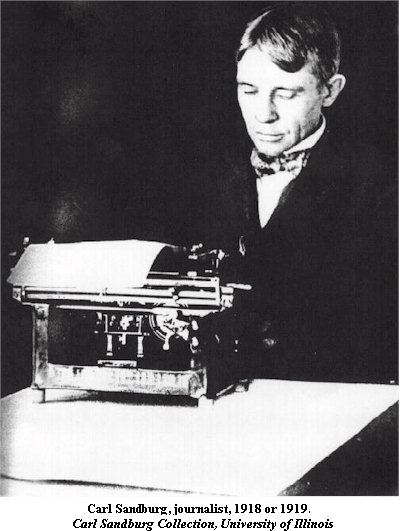 Carl Sandburg, journalist, 1918 or 1919.
Carl Sandburg Collection, University of Illinois